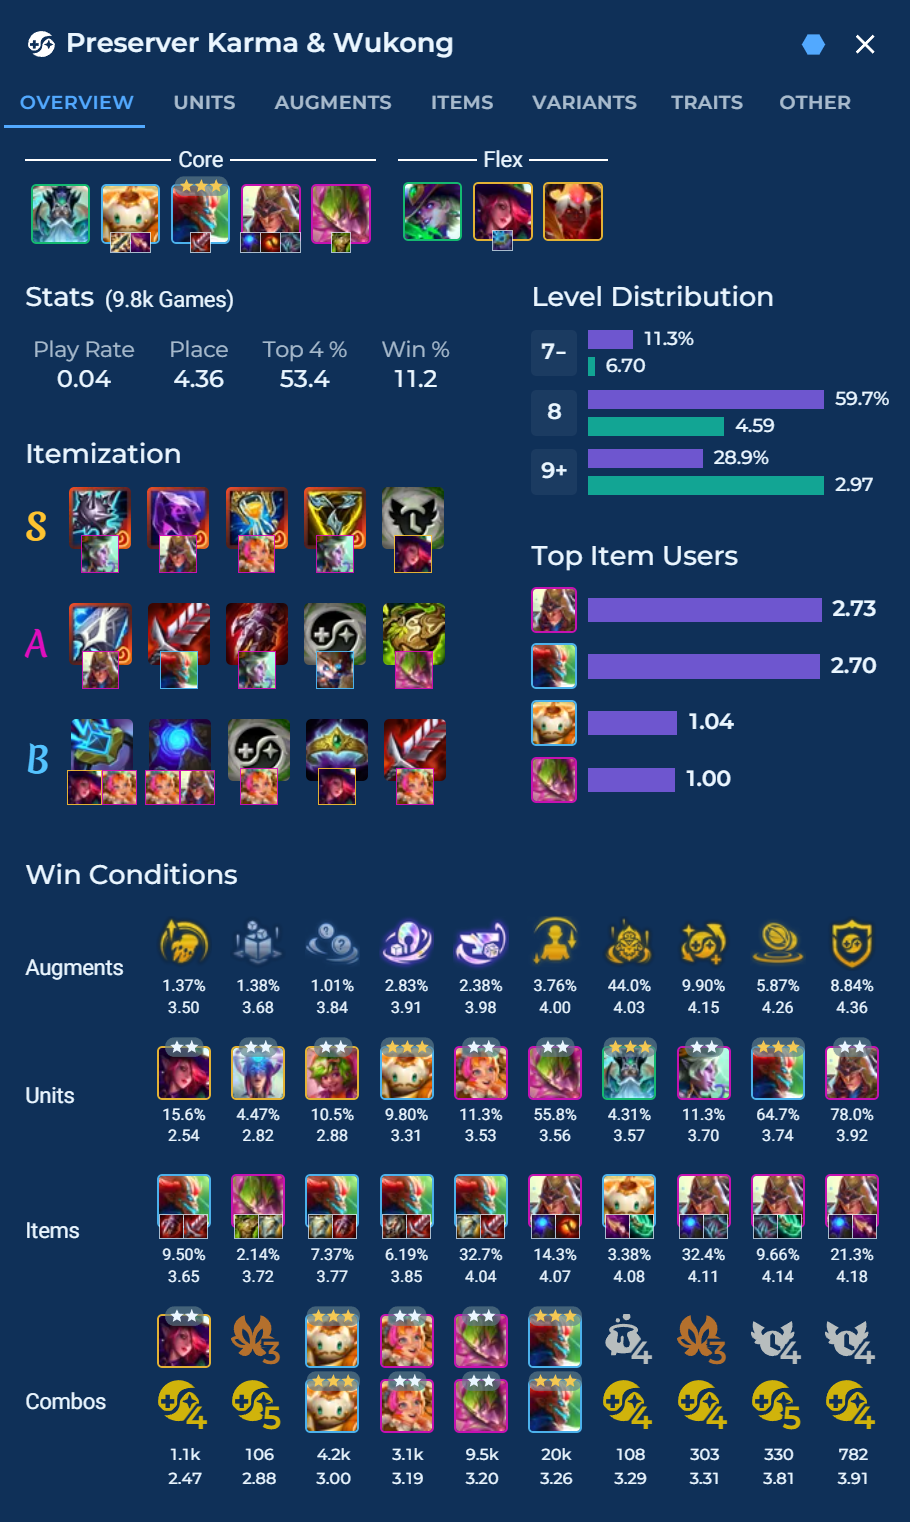 Preserver Karma & Wukong
OVERVIEW UNITS AUGMENTS ITEMS VARIANTS TRAITS OTHER
Core Flex
Stats (9.8k Games)
Play Rate Place Top 4 % Win %
0.04 4.36 53.4 11.2
Level Distribution
7- 11.3%
6.70
8 59.7%
4.59
9+ 28.9%
2.97
Itemization
S
A
B
Top Item Users
2.73
2.70
1.04
1.00
Win Conditions
Augments
1.37% 1.38% 1.01% 2.83% 2.38% 3.76% 44.0% 9.90% 5.87% 8.84%
3.50 3.68 3.84 3.91 3.98 4.00 4.03 4.15 4.26 4.36
Units
15.6% 4.47% 10.5% 9.80% 11.3% 55.8% 4.31% 11.3% 64.7% 78.0%
2.54 2.82 2.88 3.31 3.53 3.56 3.57 3.70 3.74 3.92
Items
9.50% 2.14% 7.37% 6.19% 32.7% 14.3% 3.38% 32.4% 9.66% 21.3%
3.65 3.72 3.77 3.85 4.04 4.07 4.08 4.11 4.14 4.18
3 4 3 4 4
Combos
4 5 4 4 5 4
1.1k 106 4.2k 3.1k 9.5k 20k 108 303 330 782
2.47 2.88 3.00 3.19 3.20 3.26 3.29 3.31 3.81 3.91